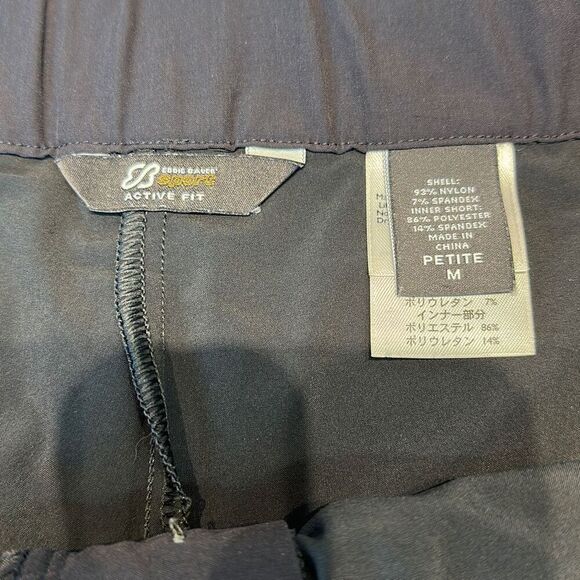 EB
EDDIE BAUER
sport
ACTIVE FIT
SHELL:
93% NYLON
7% SPANDEX
INNER SHORT:
86% POLYESTER
14% SPANDEX
MADE IN
CHINA
PETITE
M
ポリウレタン 7%
インナー部分
ポリエステル 86%
ポリウレタン 14%